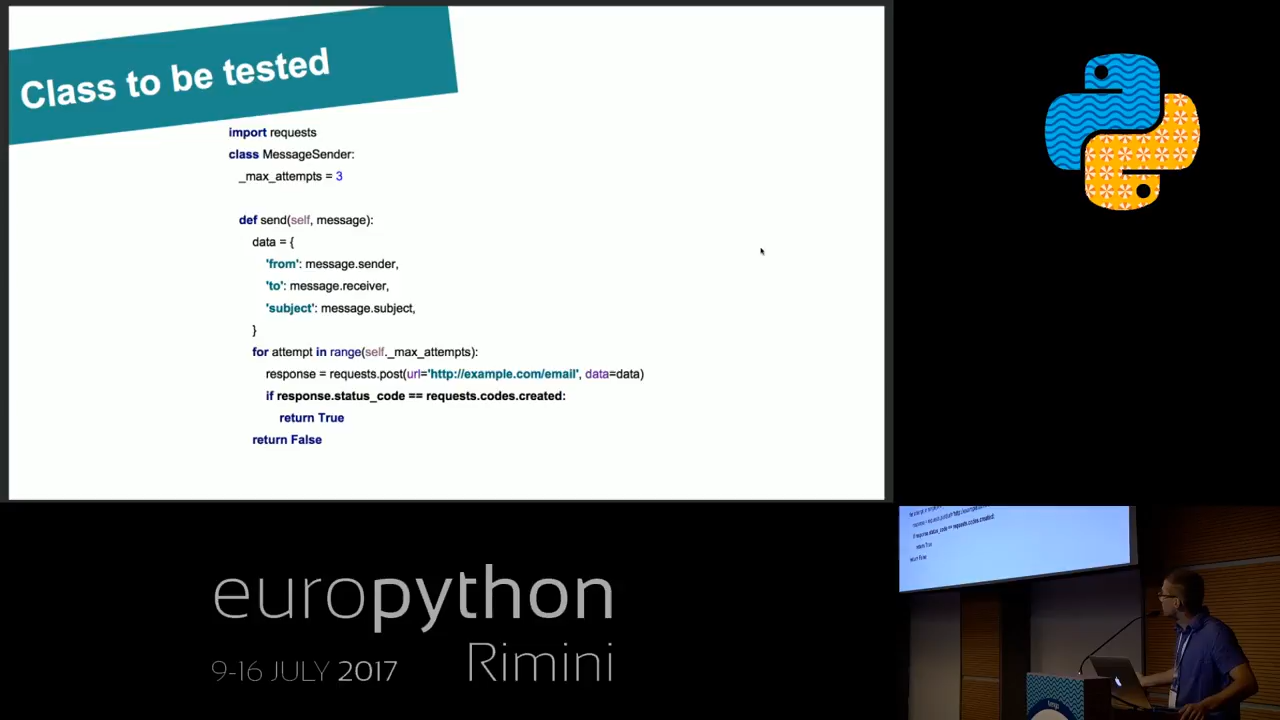 Class to be tested
import requests
class MessageSender:
_max_attempts = 3
def send(self, message):
data = {
'from': message.sender,
'to': message.receiver,
'subject': message.subject,
}
for attempt in range(self._max_attempts):
response = requests.post(url='http://example.com/email', data=data)
if response.status_code == requests.codes.created:
return True
return False
europython
9-16 JULY 2017 Rimini